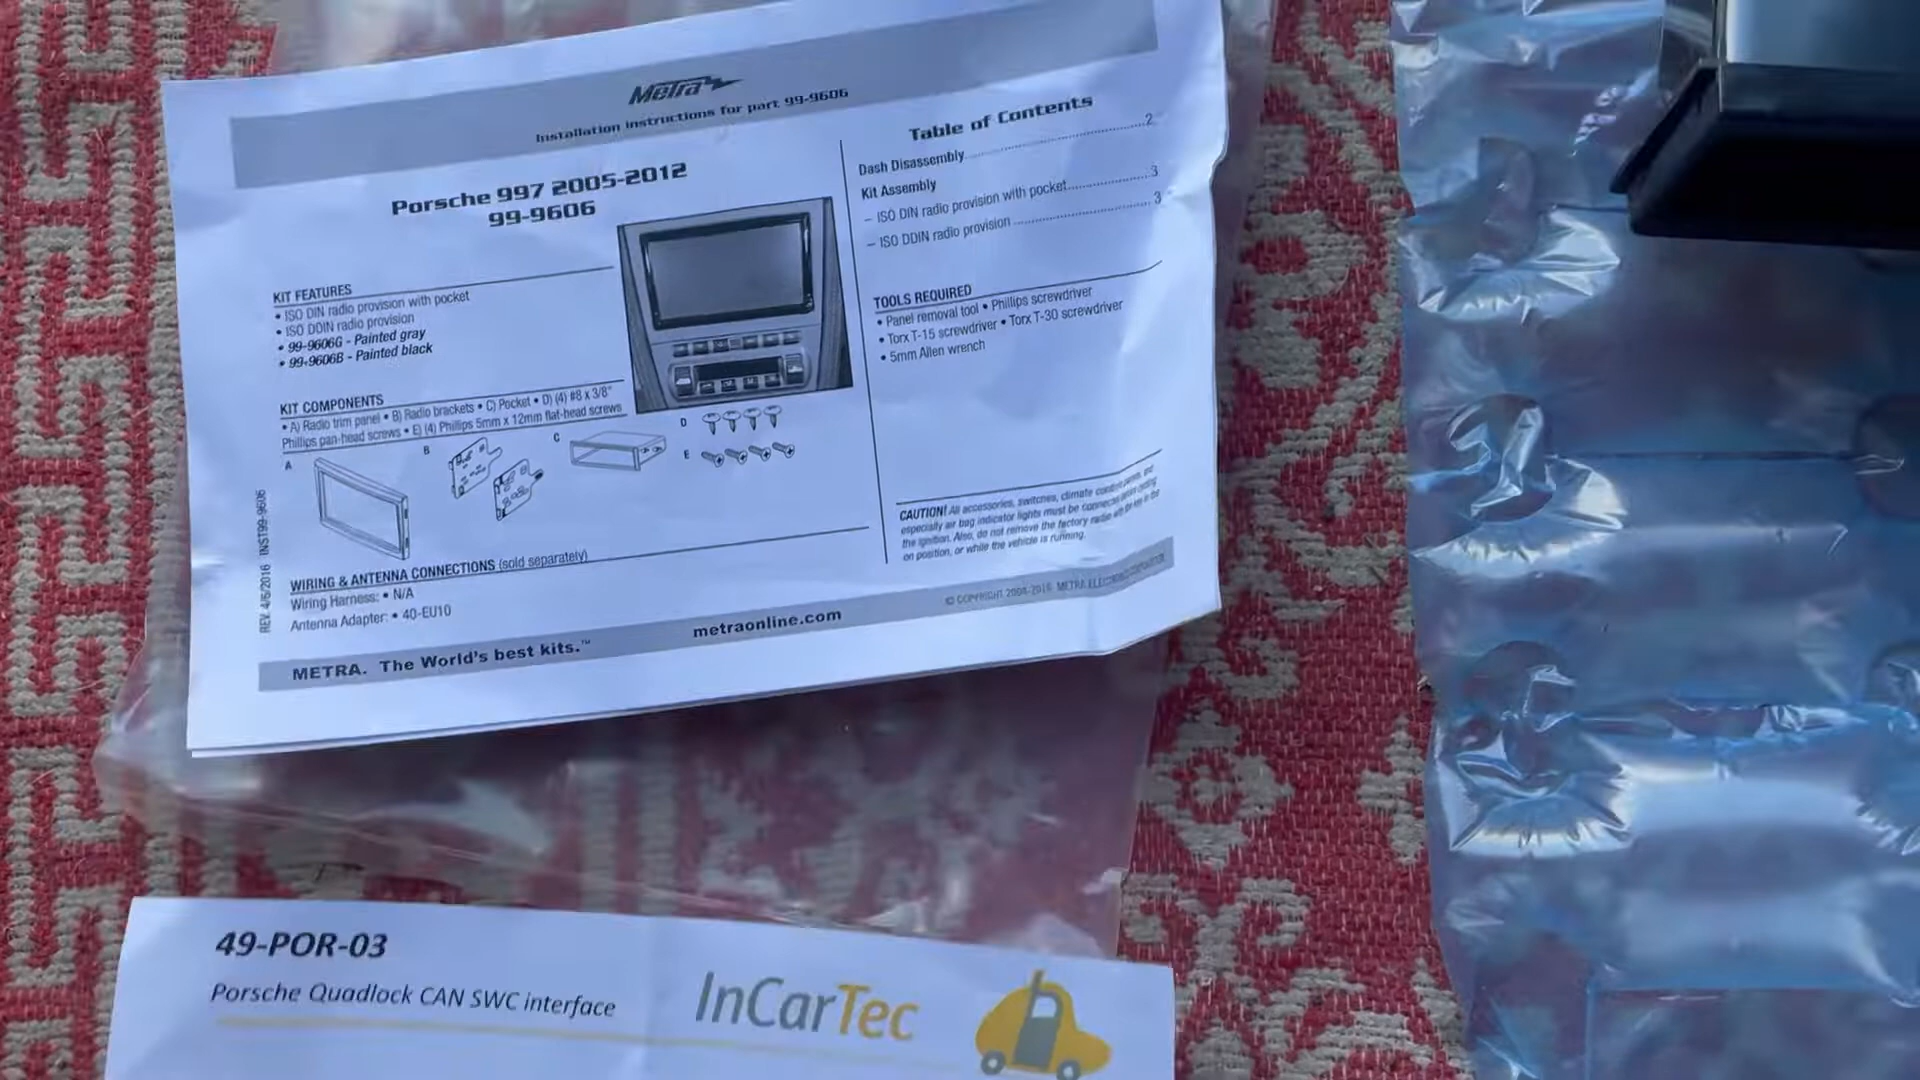 Metra
Installation instructions for part 99-9606
Porsche 997 2005-2012
99-9606
KIT FEATURES
• ISO DIN radio provision with pocket
• ISO DDIN radio provision
• 99-9606G - Painted gray
• 99-9606B - Painted black
KIT COMPONENTS
• A) Radio trim panel • B) Radio brackets • C) Pocket • D) (4) #8 x 3/8"
Phillips pan-head screws • E) (4) Phillips 5mm x 12mm flat-head screws
A
B
C
D
E
WIRING & ANTENNA CONNECTIONS (sold separately)
Wiring Harness: • N/A
Antenna Adapter: • 40-EU10
REV. 4/6/2016 INST99-9606
Table of Contents
Dash Disassembly..............................................2
Kit Assembly
– ISO DIN radio provision with pocket.....................3
– ISO DDIN radio provision ...................................3
TOOLS REQUIRED
• Panel removal tool • Phillips screwdriver
• Torx T-15 screwdriver • Torx T-30 screwdriver
• 5mm Allen wrench
CAUTION! All accessories, switches, climate controls panels, and
especially air bag indicator lights must be connected before cycling
the ignition. Also, do not remove the factory radio with the key in the
on position, or while the vehicle is running.
METRA. The World's best kits.™
metraonline.com
© COPYRIGHT 2004-2016 METRA ELECTRONICS CORPORATION
49-POR-03
Porsche Quadlock CAN SWC interface
InCarTec